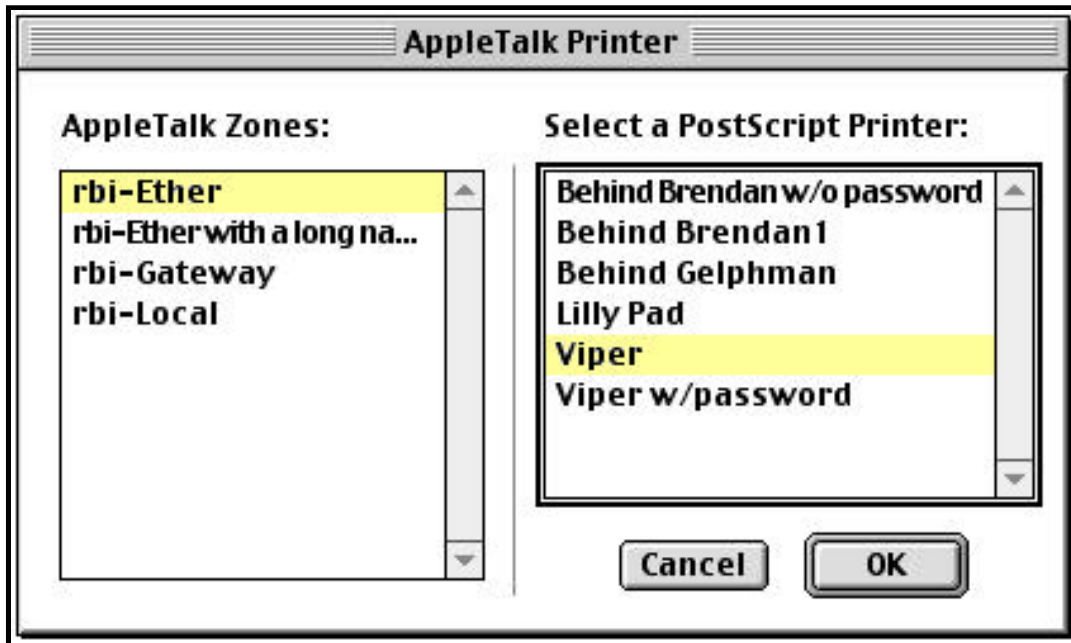 AppleTalk Printer
AppleTalk Zones:
rbi-Ether
rbi-Ether with a long na...
rbi-Gateway
rbi-Local
Select a PostScript Printer:
Behind Brendan w/o password
Behind Brendan1
Behind Gelphman
Lilly Pad
Viper
Viper w/password
Cancel
OK